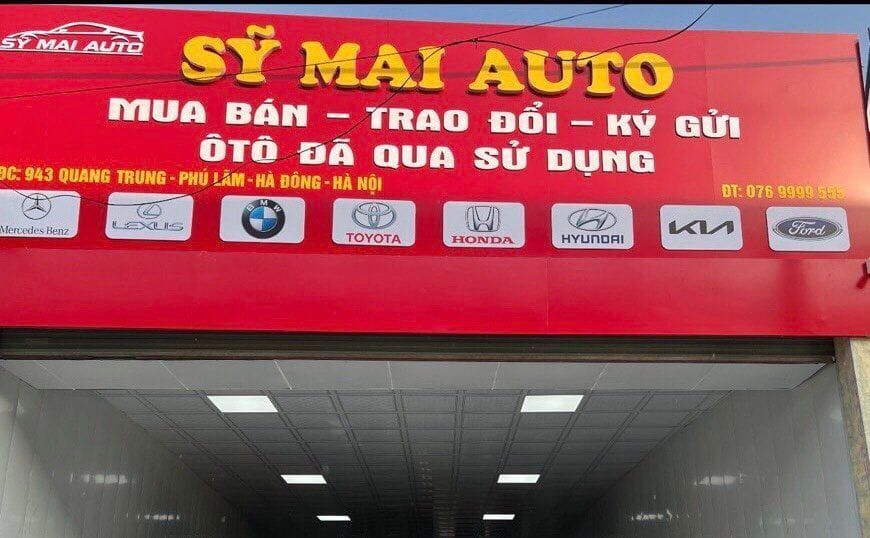 SỸ MAI AUTO
SỸ MAI AUTO
MUA BÁN – TRAO ĐỔI – KÝ GỬI
ÔTÔ ĐÃ QUA SỬ DỤNG
ĐC: 943 QUANG TRUNG - PHÚ LÃM - HÀ ĐÔNG - HÀ NỘI
ĐT: 076 9999 555
Mercedes-Benz
LEXUS
BMW
TOYOTA
HONDA
HYUNDAI
KIA
Ford